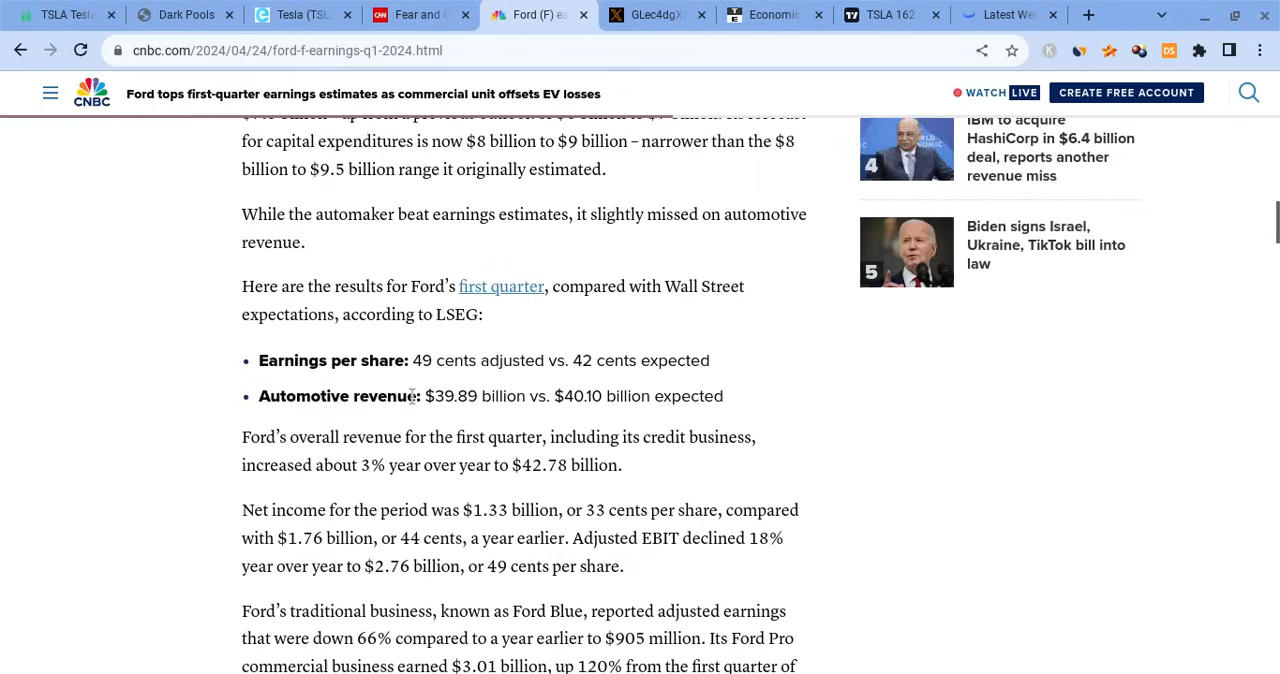 TSLA Tesla
Dark Pools
Tesla (TSL
Fear and G
Ford (F) ea
GLec4dgX
Economic
TSLA 162
Latest We
cnbc.com/2024/04/24/ford-f-earnings-q1-2024.html
CNBC
Ford tops first-quarter earnings estimates as commercial unit offsets EV losses
WATCH LIVE
CREATE FREE ACCOUNT
for capital expenditures is now $8 billion to $9 billion – narrower than the $8
billion to $9.5 billion range it originally estimated.
While the automaker beat earnings estimates, it slightly missed on automotive
revenue.
Here are the results for Ford’s first quarter, compared with Wall Street
expectations, according to LSEG:
• Earnings per share: 49 cents adjusted vs. 42 cents expected
• Automotive revenue: $39.89 billion vs. $40.10 billion expected
Ford’s overall revenue for the first quarter, including its credit business,
increased about 3% year over year to $42.78 billion.
Net income for the period was $1.33 billion, or 33 cents per share, compared
with $1.76 billion, or 44 cents, a year earlier. Adjusted EBIT declined 18%
year over year to $2.76 billion, or 49 cents per share.
Ford’s traditional business, known as Ford Blue, reported adjusted earnings
that were down 66% compared to a year earlier to $905 million. Its Ford Pro
commercial business earned $3.01 billion, up 120% from the first quarter of
4
IBM to acquire
HashiCorp in $6.4 billion
deal, reports another
revenue miss
5
Biden signs Israel,
Ukraine, TikTok bill into
law